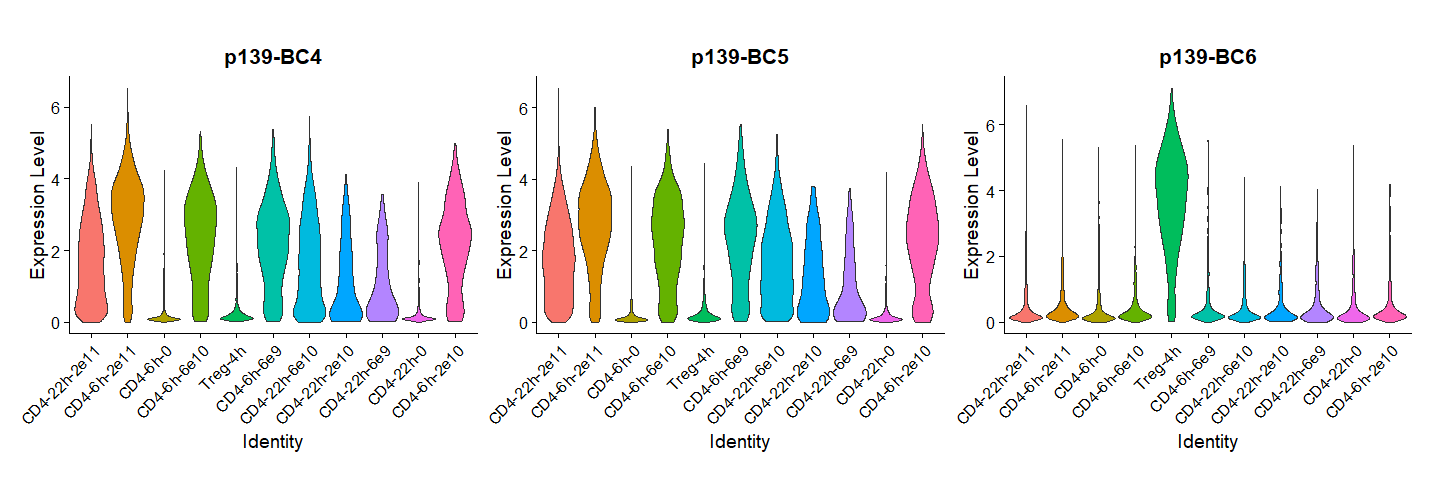 p139-BC4
Expression Level
6
4
2
0
CD4-22h-2e11
CD4-6h-2e11
CD4-6h-0
CD4-6h-6e10
Treg-4h
CD4-6h-6e9
CD4-22h-6e10
CD4-22h-2e10
CD4-22h-6e9
CD4-22h-0
CD4-6h-2e10
Identity
p139-BC5
Expression Level
6
4
2
0
CD4-22h-2e11
CD4-6h-2e11
CD4-6h-0
CD4-6h-6e10
Treg-4h
CD4-6h-6e9
CD4-22h-6e10
CD4-22h-2e10
CD4-22h-6e9
CD4-22h-0
CD4-6h-2e10
Identity
p139-BC6
Expression Level
6
4
2
0
CD4-22h-2e11
CD4-6h-2e11
CD4-6h-0
CD4-6h-6e10
Treg-4h
CD4-6h-6e9
CD4-22h-6e10
CD4-22h-2e10
CD4-22h-6e9
CD4-22h-0
CD4-6h-2e10
Identity